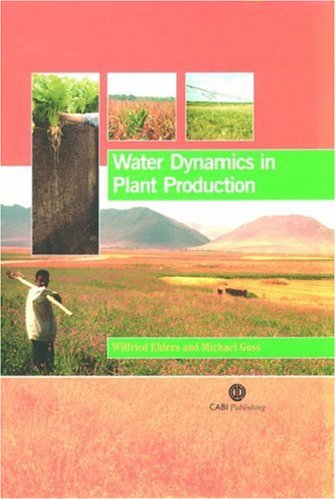 Water Dynamics in
Plant Production
Wilfried Ehlers and Michael Goss
CABI Publishing